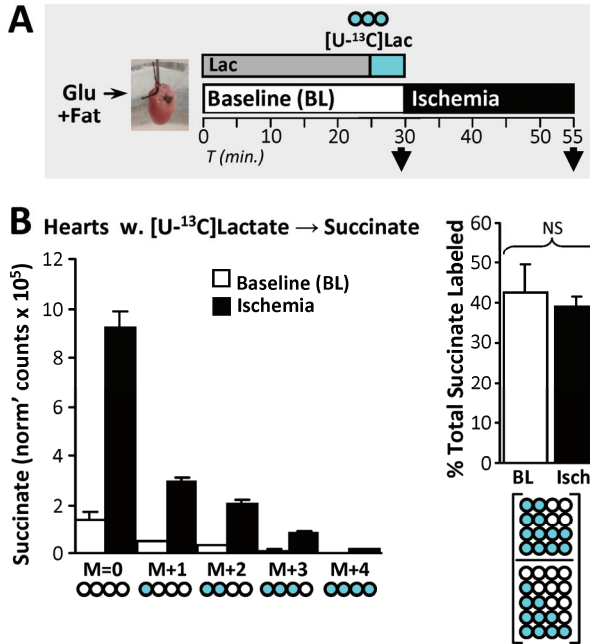 A
[U-¹³C]Lac
Lac
Glu
+Fat
Baseline (BL)
Ischemia
0 10 20 30 40 50 55
T (min.)
B Hearts w. [U-¹³C]Lactate → Succinate
Succinate (norm’ counts x 10⁵)
12
10
8
6
4
2
0
Baseline (BL)
Ischemia
M=0 M+1 M+2 M+3 M+4
% Total Succinate Labeled
60
50
40
30
20
10
0
NS
BL Isch